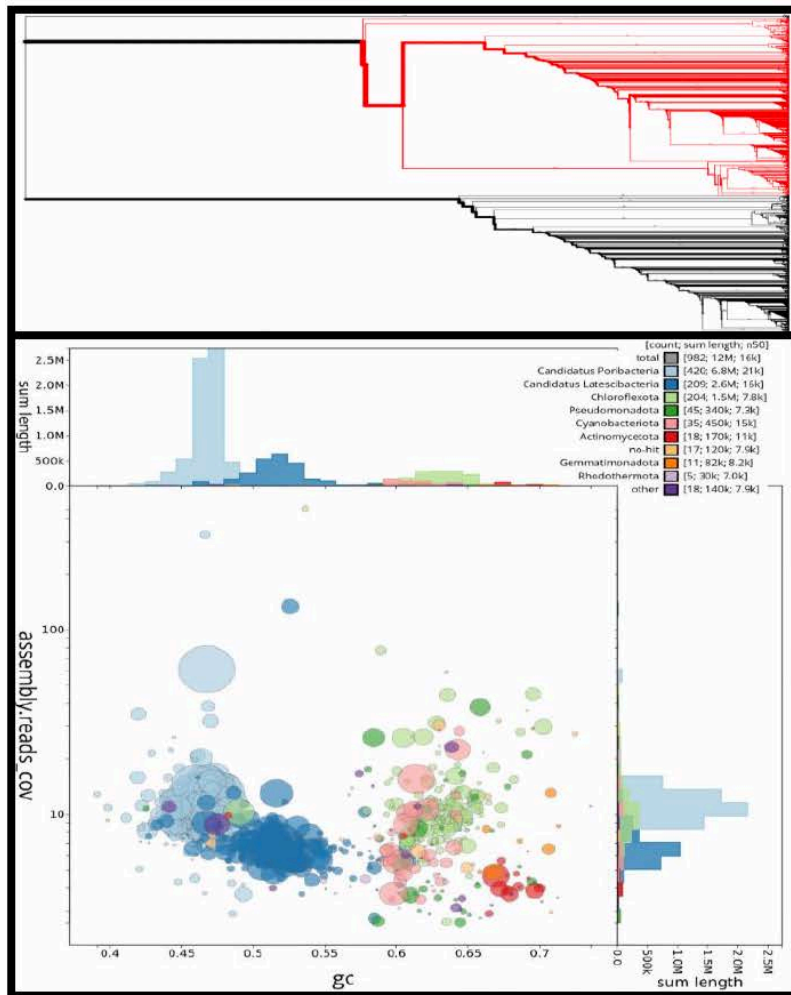 [count; sum length; n50]
total [982; 12M; 16k]
Candidatus Poribacteria [420; 6.8M; 21k]
Candidatus Latescibacteria [209; 2.6M; 15k]
Chloroflexota [204; 1.5M; 7.8k]
Pseudomonadota [45; 340k; 7.3k]
Cyanobacteriota [35; 450k; 15k]
Actinomycetota [18; 170k; 11k]
no-hit [17; 120k; 7.9k]
Gemmatimonadota [11; 82k; 8.2k]
Rhodothermota [5; 30k; 7.0k]
other [18; 140k; 7.9k]
sum length
2.5M
2.0M
1.5M
1.0M
500k
0.0
assembly.reads_cov
100
10
0.4 0.45 0.5 0.55 0.6 0.65 0.7
gc
0.0 500k 1.0M 1.5M 2.0M 2.5M
sum length